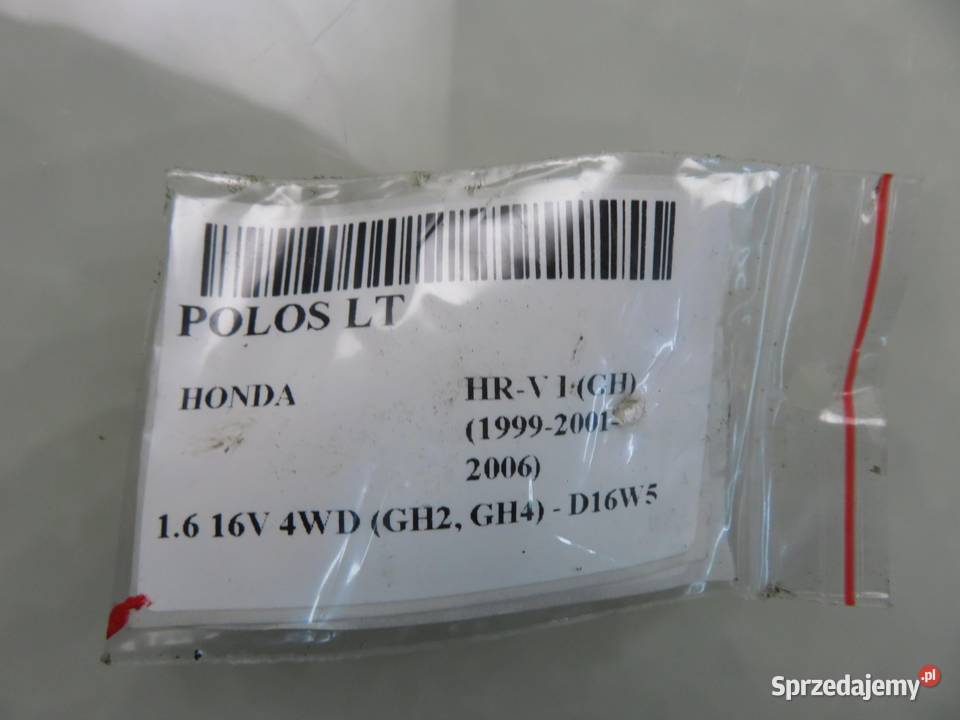 POLOS LT
HONDA HR-V I (GH)
(1999-2001-
2006)
1.6 16V 4WD (GH2, GH4) - D16W5
Sprzedajemy.pl